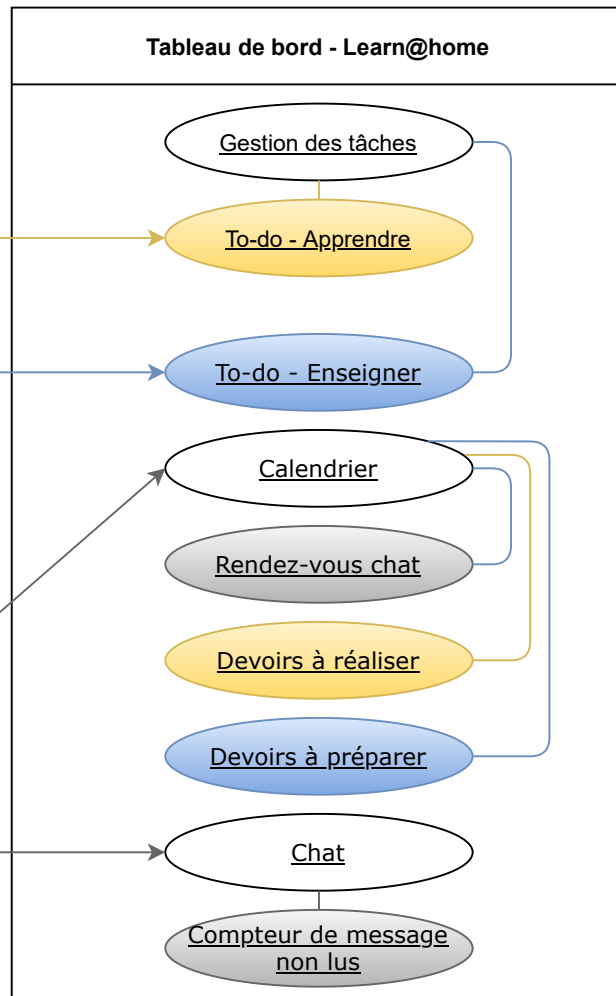 Tableau de bord - Learn@home
Gestion des tâches
To-do - Apprendre
To-do - Enseigner
Calendrier
Rendez-vous chat
Devoirs à réaliser
Devoirs à préparer
Chat
Compteur de message
non lus